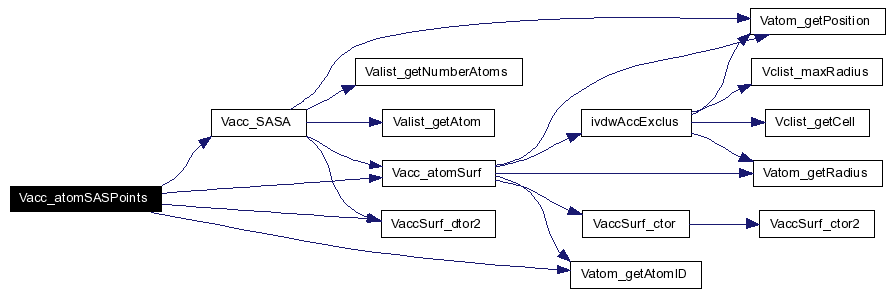 Vacc_atomSASPoints
Vacc_SASA
Valist_getNumberAtoms
Valist_getAtom
Vacc_atomSurf
VaccSurf_dtor2
ivdwAccExclus
VaccSurf_ctor
Vatom_getAtomID
Vatom_getPosition
Vclist_maxRadius
Vclist_getCell
Vatom_getRadius
VaccSurf_ctor2